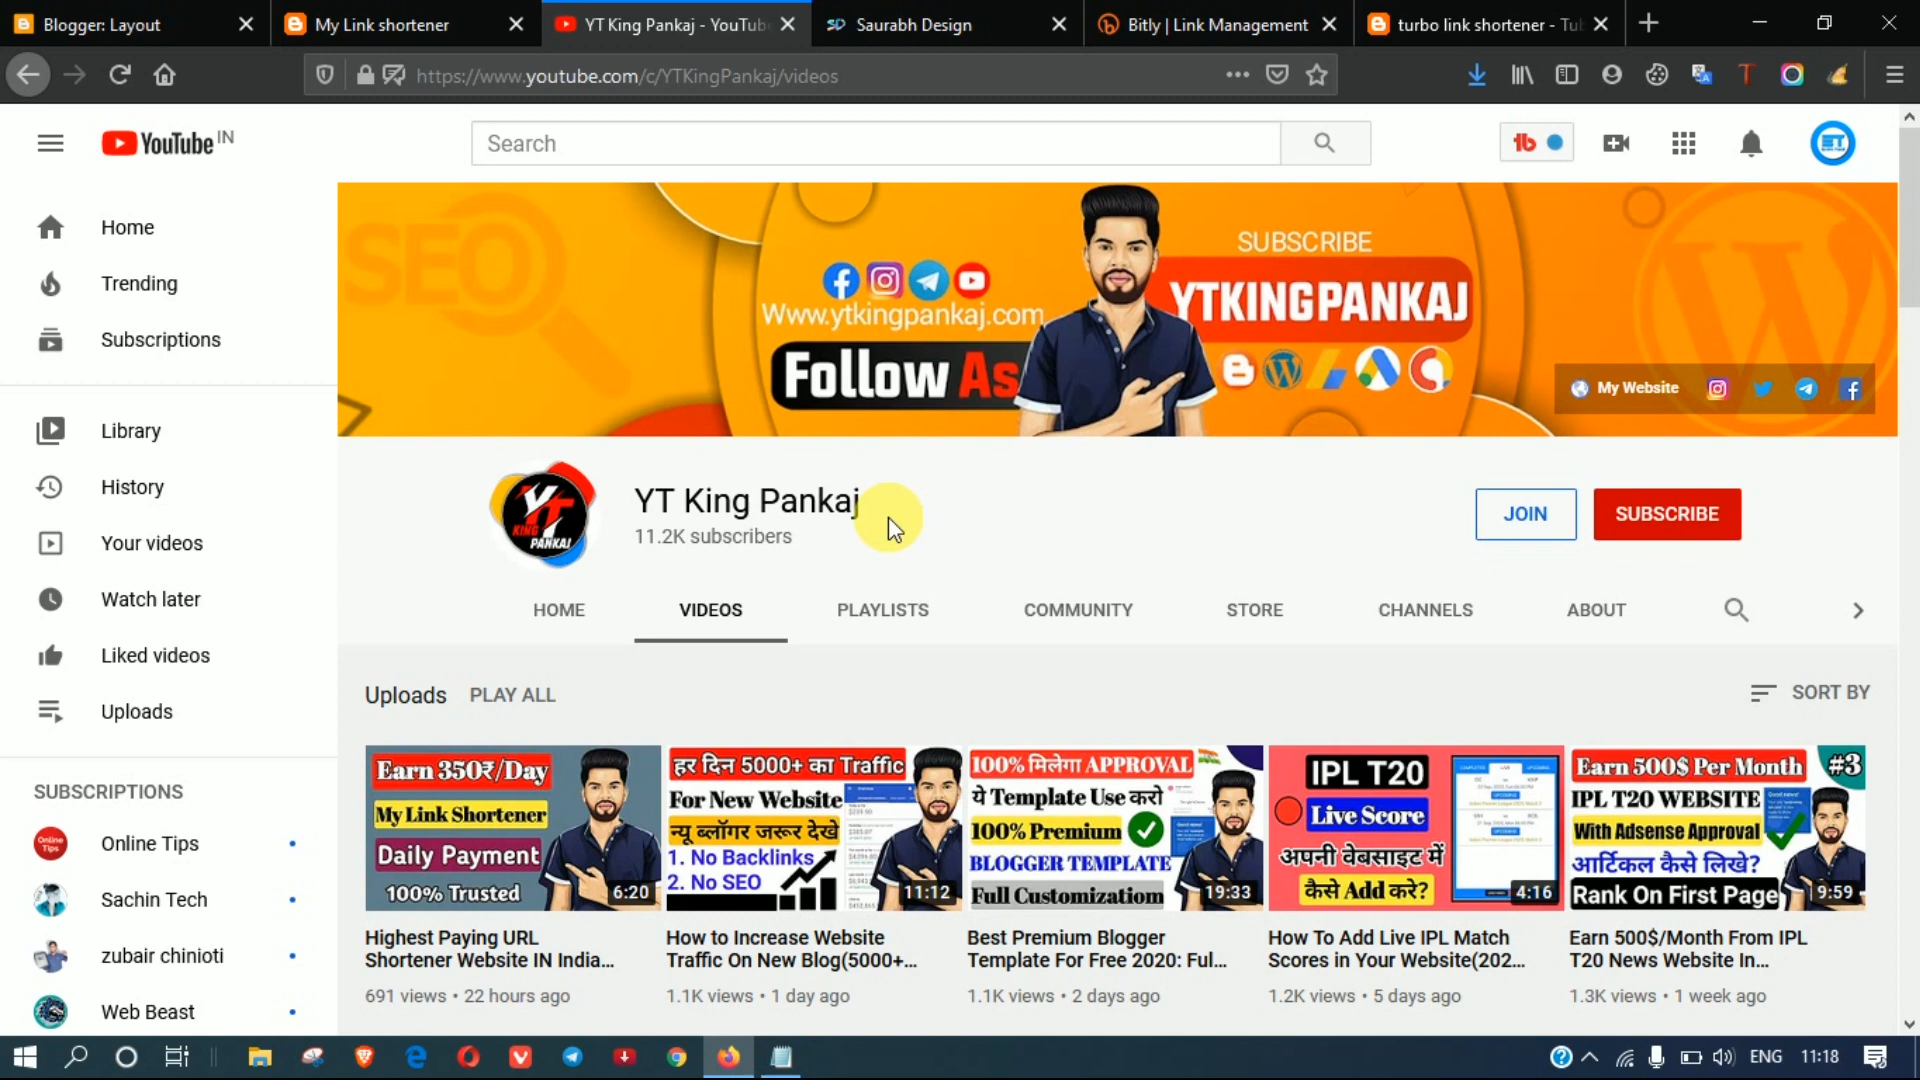 Blogger: Layout
My Link shortener
YT King Pankaj - YouTub
Saurabh Design
Bitly | Link Management
turbo link shortener - Tu
https://www.youtube.com/c/YTKingPankaj/videos
YouTube IN
Search
Home
Trending
Subscriptions
Library
History
Your videos
Watch later
Liked videos
Uploads
SUBSCRIPTIONS
Online Tips
Sachin Tech
zubair chinioti
Web Beast
SEO
Www.ytkingpankaj.com
Follow As
SUBSCRIBE
YTKINGPANKAJ
My Website
YT
KING
PANKAJ
YT King Pankaj
11.2K subscribers
JOIN
SUBSCRIBE
HOME
VIDEOS
PLAYLISTS
COMMUNITY
STORE
CHANNELS
ABOUT
Uploads
PLAY ALL
SORT BY
Earn 350₹/Day
My Link Shortener
Daily Payment
100% Trusted
6:20
Highest Paying URL
Shortener Website IN India...
691 views • 22 hours ago
हर दिन 5000+ का Traffic
For New Website
न्यू ब्लॉगर जरूर देखे
1. No Backlinks
2. No SEO
11:12
How to Increase Website
Traffic On New Blog(5000+...
1.1K views • 1 day ago
100% मिलेगा APPROVAL
ये Template Use करो
100% Premium
BLOGGER TEMPLATE
Full Customizatiom
19:33
Best Premium Blogger
Template For Free 2020: Ful...
1.1K views • 2 days ago
IPL T20
Live Score
अपनी वेबसाइट में
कैसे Add करे?
4:16
How To Add Live IPL Match
Scores in Your Website(202...
1.2K views • 5 days ago
Earn 500$ Per Month
#3
IPL T20 WEBSITE
With Adsense Approval
आर्टिकल कैसे लिखे?
Rank On First Page
9:59
Earn 500$/Month From IPL
T20 News Website In...
1.3K views • 1 week ago
ENG
11:18